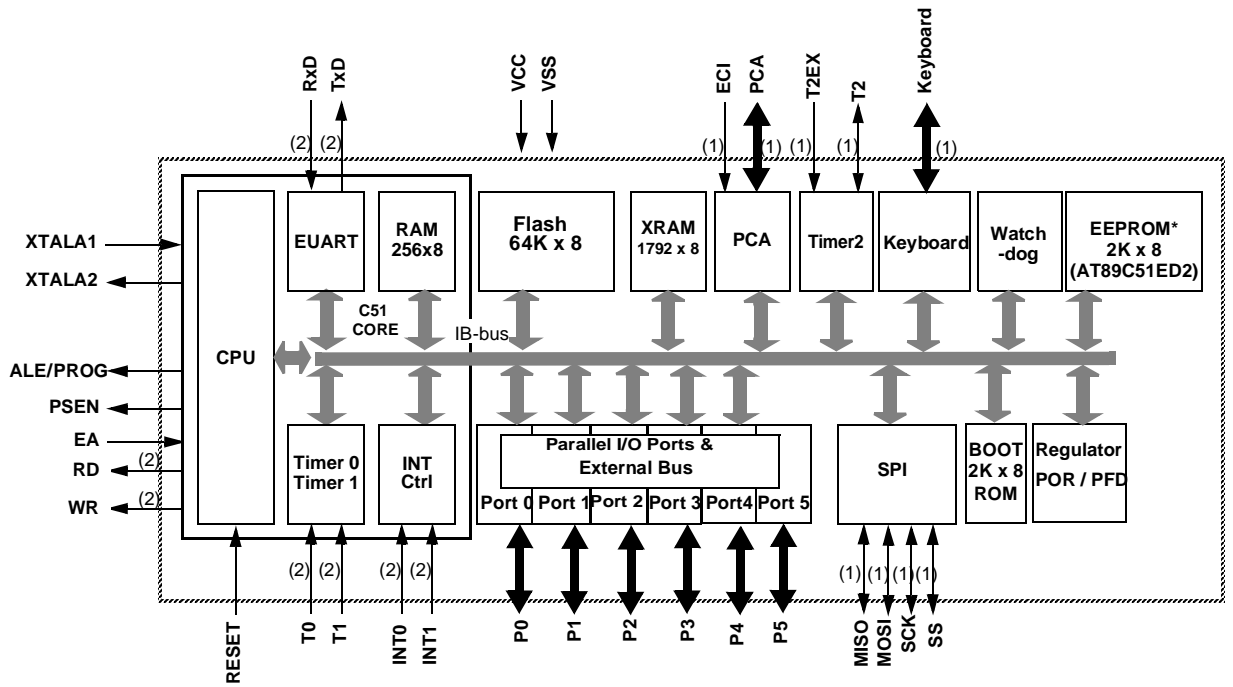 RxD
TxD
VCC
VSS
ECI
PCA
T2EX
T2
Keyboard
(2)
(2)
(1)
(1)
(1)
(1)
(1)
XTALA1
XTALA2
ALE/PROG
PSEN
EA
RD
(2)
WR
(2)
CPU
EUART
RAM
256x8
C51
CORE
IB-bus
Flash
64K x 8
XRAM
1792 x 8
PCA
Timer2
Keyboard
Watch
-dog
EEPROM*
2K x 8
(AT89C51ED2)
Timer 0
Timer 1
INT
Ctrl
Parallel I/O Ports &
External Bus
Port 0
Port 1
Port 2
Port 3
Port4
Port 5
SPI
BOOT
2K x 8
ROM
Regulator
POR / PFD
(2)
(2)
(2)
(2)
(1)
(1)
(1)
(1)
RESET
T0
T1
INT0
INT1
P0
P1
P2
P3
P4
P5
MISO
MOSI
SCK
SS